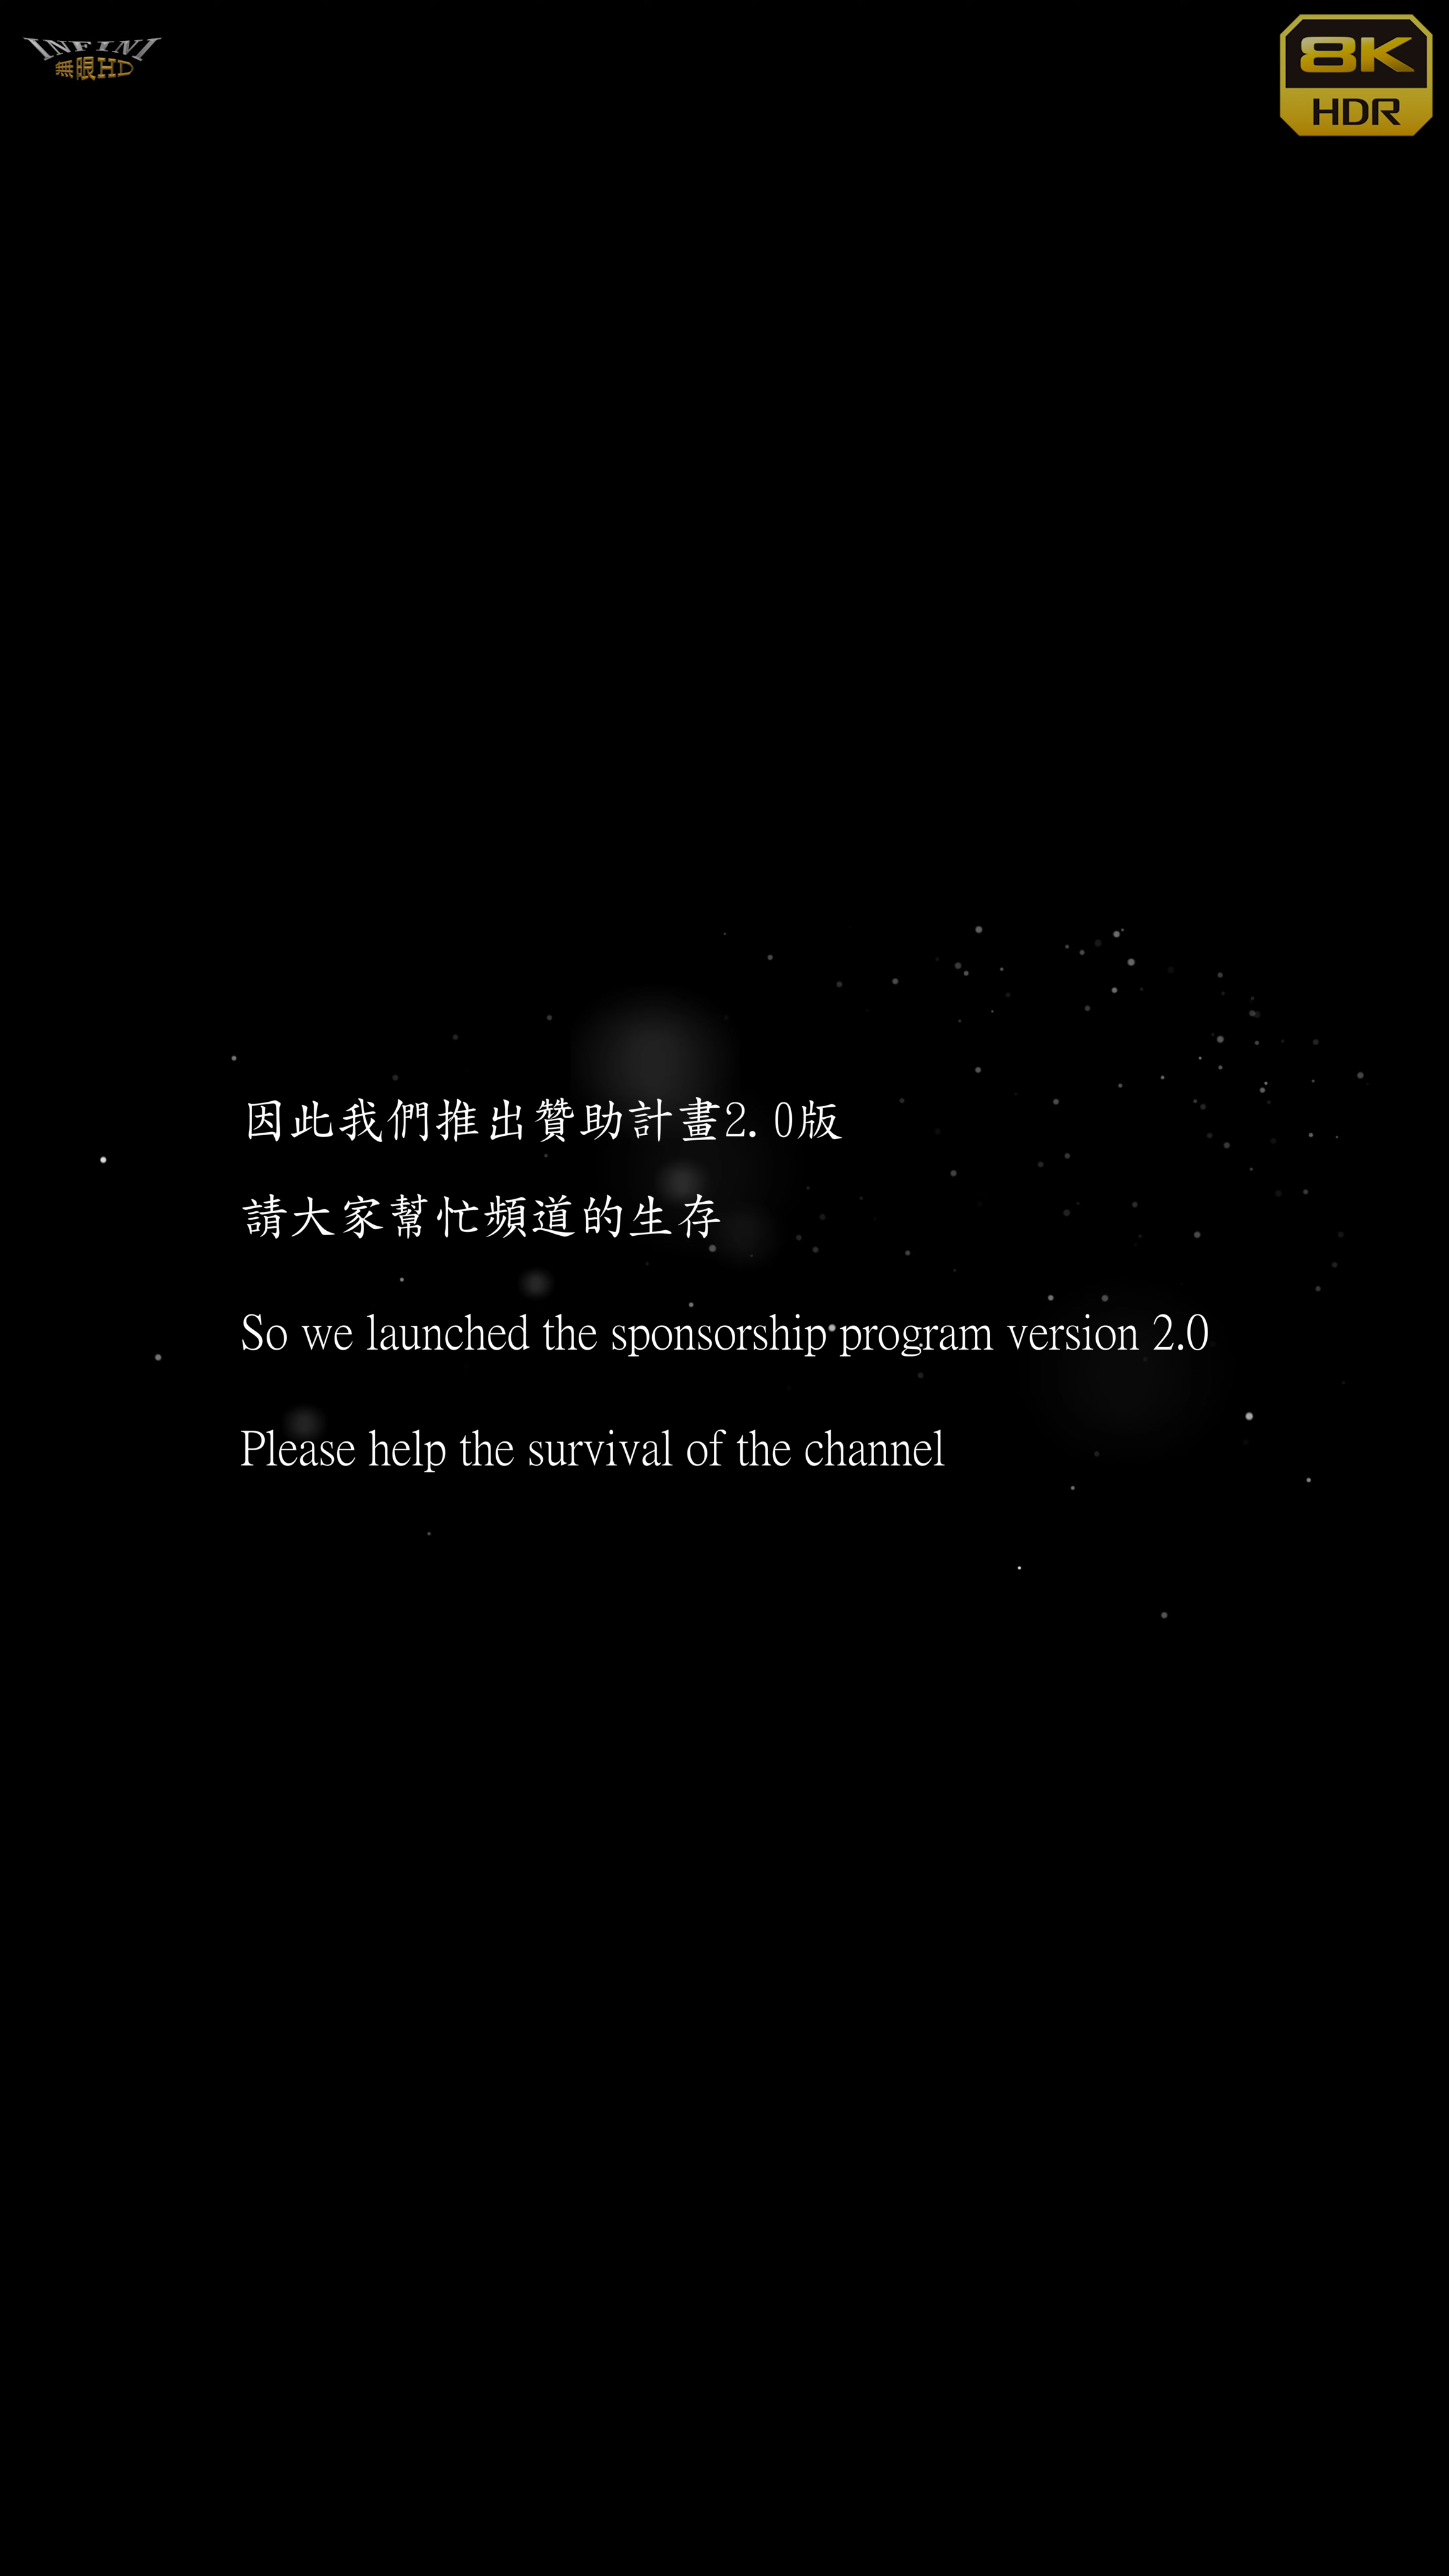 INFINI
無限HD
8K
HDR
因此我們推出贊助計畫2.0版
請大家幫忙頻道的生存
So we launched the sponsorship program version 2.0
Please help the survival of the channel